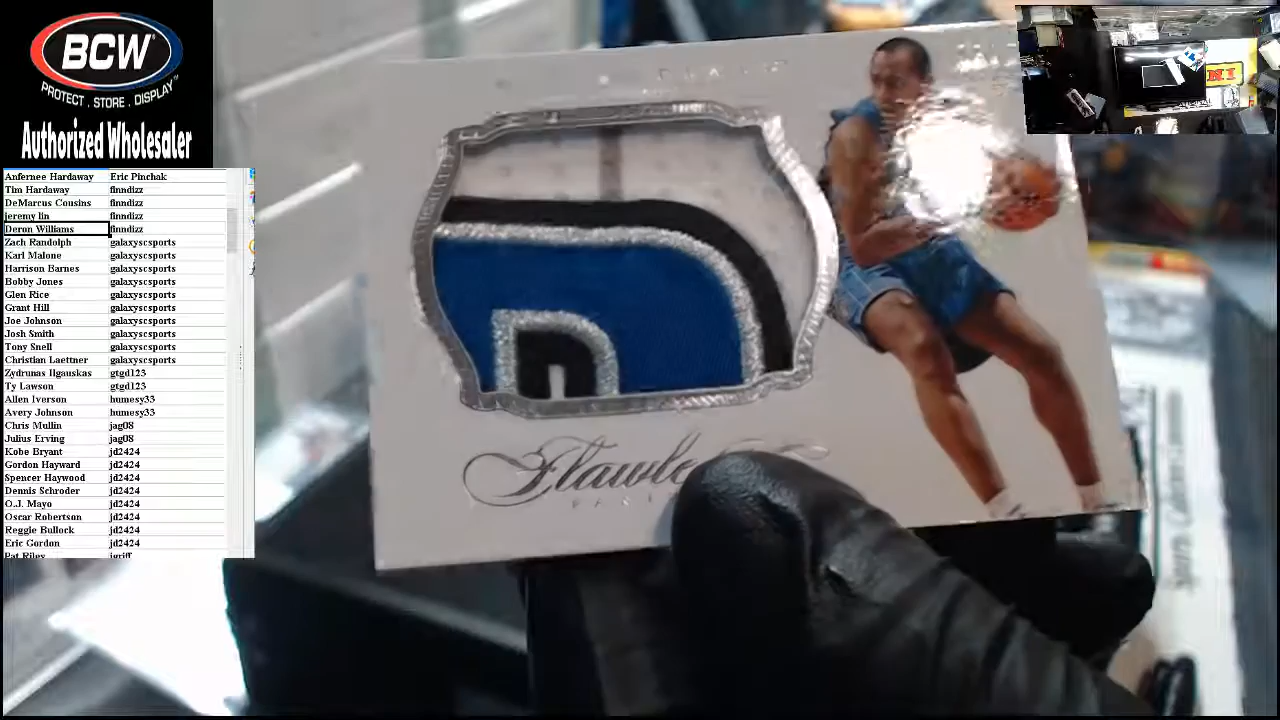 BCW
PROTECT . STORE . DISPLAY
Authorized Wholesaler
Anfernee Hardaway Eric Pinchak
Tim Hardaway finndizz
DeMarcus Cousins finndizz
jeremy lin finndizz
Deron Williams finndizz
Zach Randolph galaxyscsports
Karl Malone galaxyscsports
Harrison Barnes galaxyscsports
Bobby Jones galaxyscsports
Glen Rice galaxyscsports
Grant Hill galaxyscsports
Joe Johnson galaxyscsports
Josh Smith galaxyscsports
Tony Snell galaxyscsports
Christian Laettner galaxyscsports
Zydrunas Ilgauskas gtgd123
Ty Lawson gtgd123
Allen Iverson humesy33
Avery Johnson humesy33
Chris Mullin jag08
Julius Erving jag08
Kobe Bryant jd2424
Gordon Hayward jd2424
Spencer Haywood jd2424
Dennis Schroder jd2424
O.J. Mayo jd2424
Oscar Robertson jd2424
Reggie Bullock jd2424
Eric Gordon jd2424
Pat Riley jgriff
Flawle